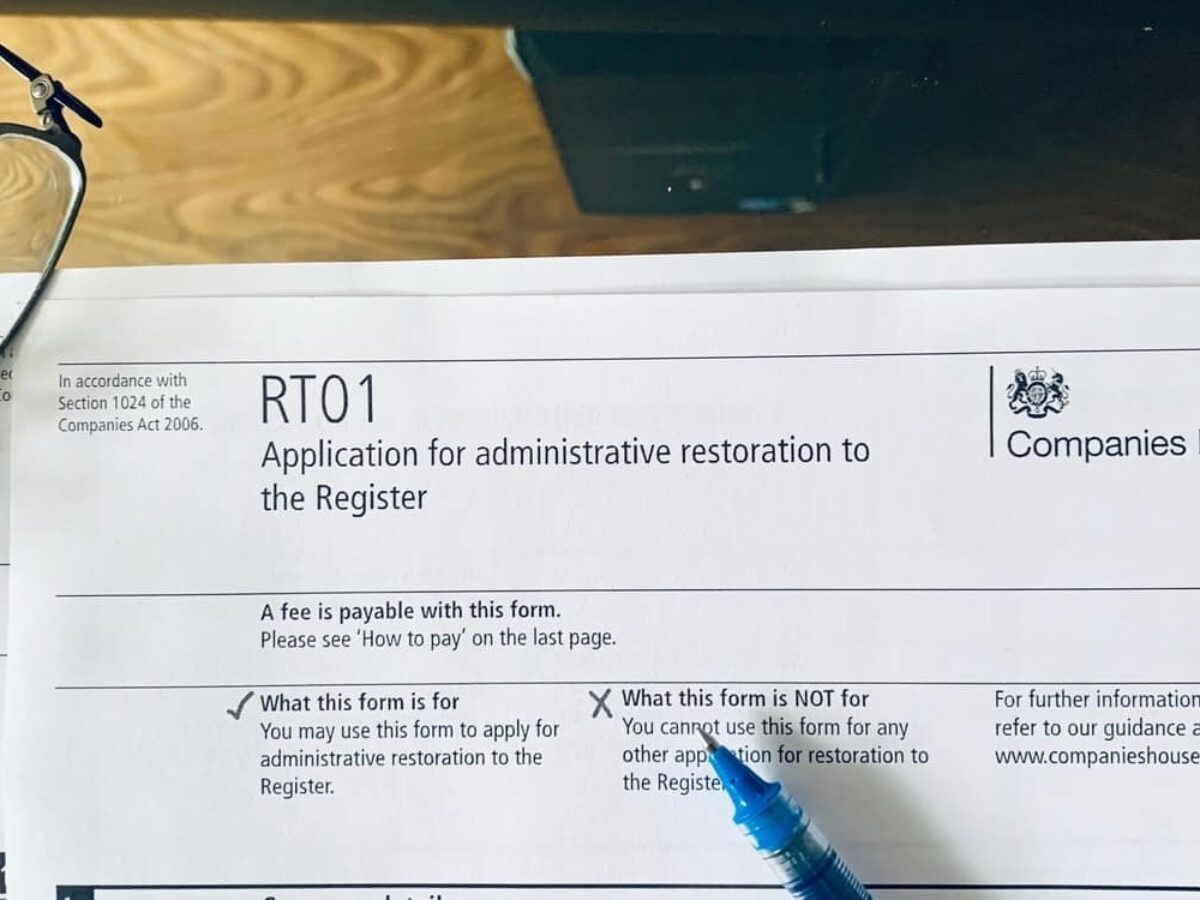 In accordance with
Section 1024 of the
Companies Act 2006.
RT01
Application for administrative restoration to
the Register
Companies
A fee is payable with this form.
Please see ‘How to pay’ on the last page.
What this form is for
You may use this form to apply for
administrative restoration to the
Register.
What this form is NOT for
You cannot use this form for any
other application for restoration to
the Register
For further information
refer to our guidance a
www.companieshouse